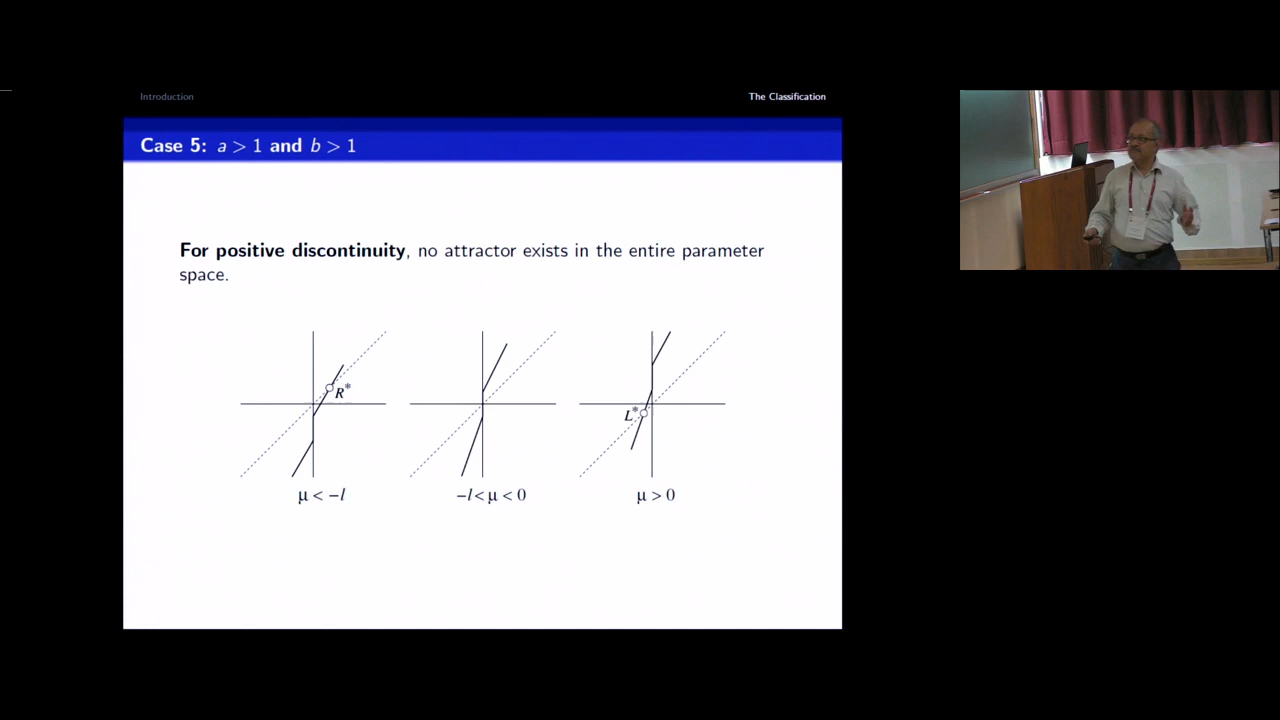 Introduction
The Classification
Case 5: a > 1 and b > 1
For positive discontinuity, no attractor exists in the entire parameter
space.
R*
L*
μ < −l
−l < μ < 0
μ > 0